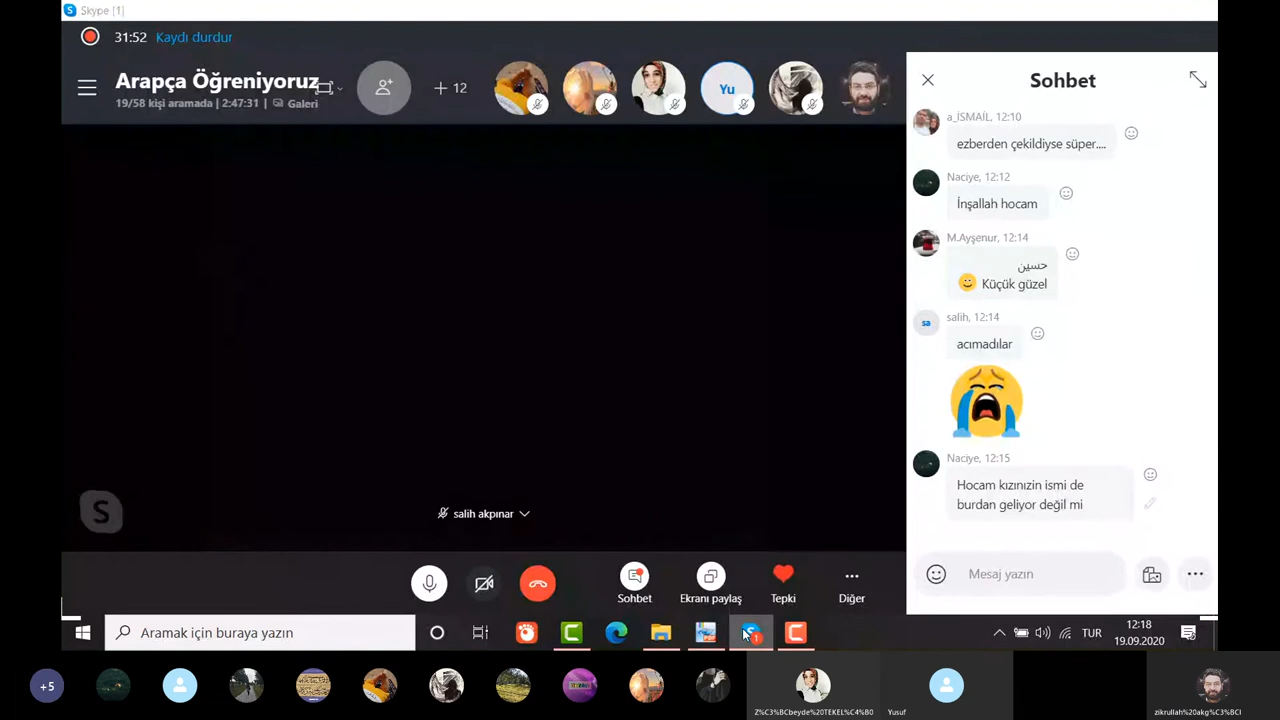 Skype [1]
31:52 Kaydı durdur
Arapça Öğreniyoruz
19/58 kişi aramada | 2:47:31 | Galeri
+ 12
Yu
Sohbet
a_İSMAİL, 12:10
ezberden çekildiyse süper....
Naciye, 12:12
İnşallah hocam
M.Ayşenur, 12:14
حسين
Küçük güzel
sa
salih, 12:14
acımadılar
Naciye, 12:15
Hocam kızınızin ismi de
burdan geliyor değil mi
S
salih akpınar
Sohbet
Ekranı paylaş
Tepki
Diğer
Mesaj yazın
Aramak için buraya yazın
1
TUR
12:18
19.09.2020
+5
Z%C3%BCbeyde%20TEKEL%C4%B0
Yusuf
zikrullah%20akg%C3%BCl